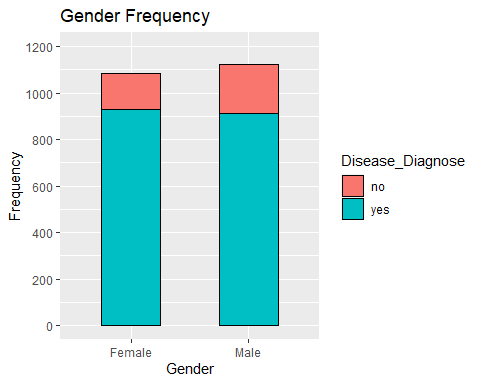 Gender Frequency
1200
1000
800
600
400
200
0
Frequency
Female Male
Gender
Disease_Diagnose
no
yes